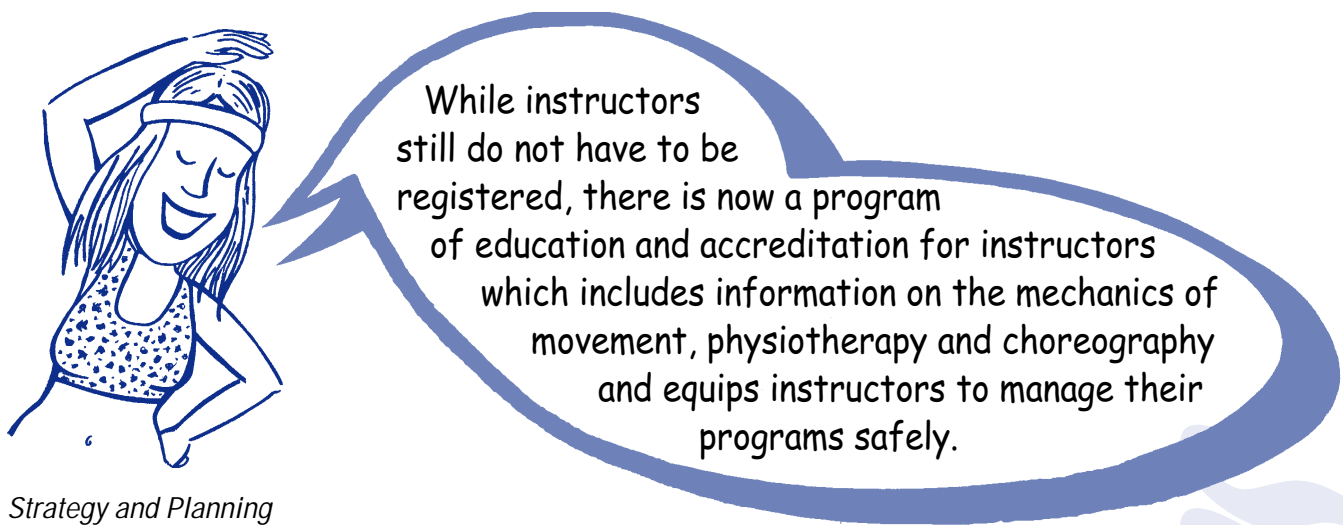 While instructors
still do not have to be
registered, there is now a program
of education and accreditation for instructors
which includes information on the mechanics of
movement, physiotherapy and choreography
and equips instructors to manage their
programs safely.
Strategy and Planning